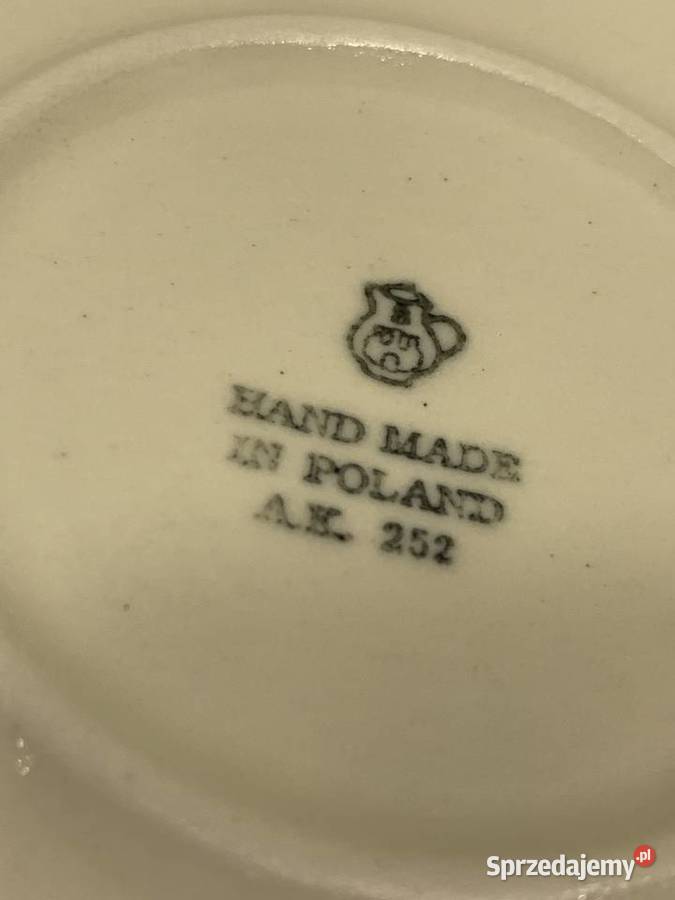 HAND MADE
IN POLAND
A.K. 252
Sprzedajemy.pl